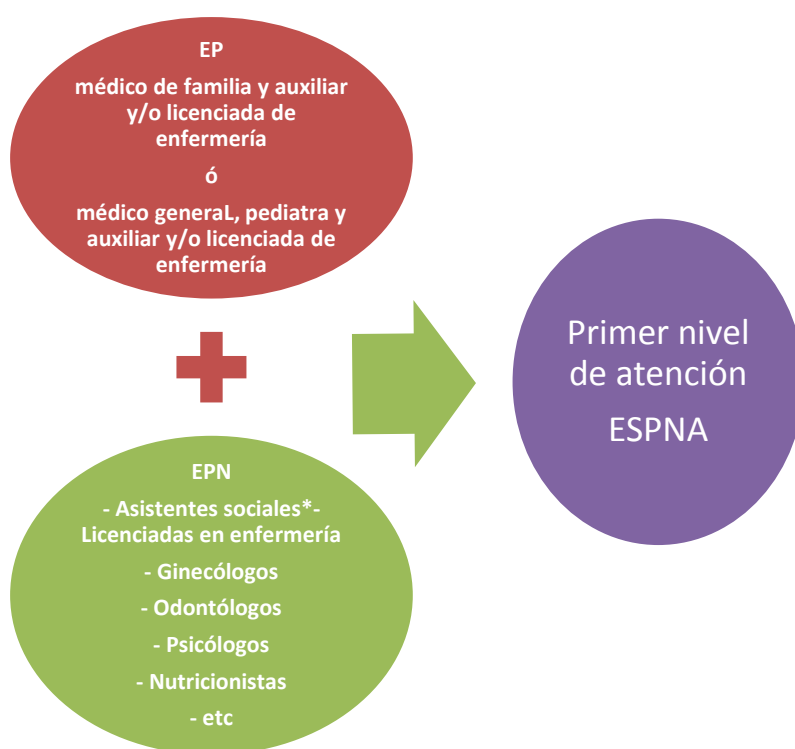 EP
médico de familia y auxiliar
y/o licenciada de
enfermería
ó
médico generaL, pediatra y
auxiliar y/o licenciada de
enfermería
EPN
- Asistentes sociales*-
Licenciadas en enfermería
- Ginecólogos
- Odontólogos
- Psicólogos
- Nutricionistas
- etc
Primer nivel
de atención
ESPNA